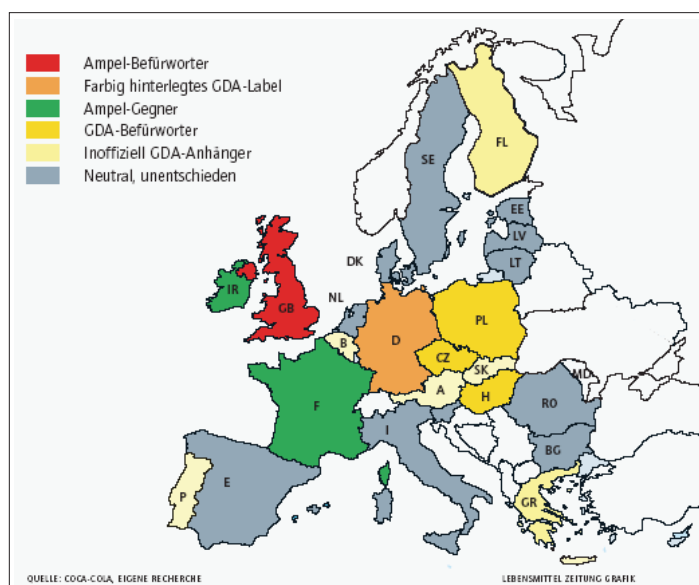 Ampel-Befürworter
Farbig hinterlegtes GDA-Label
Ampel-Gegner
GDA-Befürworter
Inoffiziell GDA-Anhänger
Neutral, unentschieden
FL
SE
EE
LV
LT
DK
IR
GB
NL
PL
D
B
CZ
SK
MD
A
H
F
RO
I
BG
E
P
GR
QUELLE: COCA-COLA, EIGENE RECHERCHE
LEBENSMITTEL ZEITUNG GRAFIK